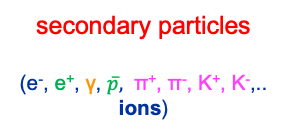 secondary particles
(e⁻, e⁺, γ, p̄, π⁺, π⁻, K⁺, K⁻,..
ions)